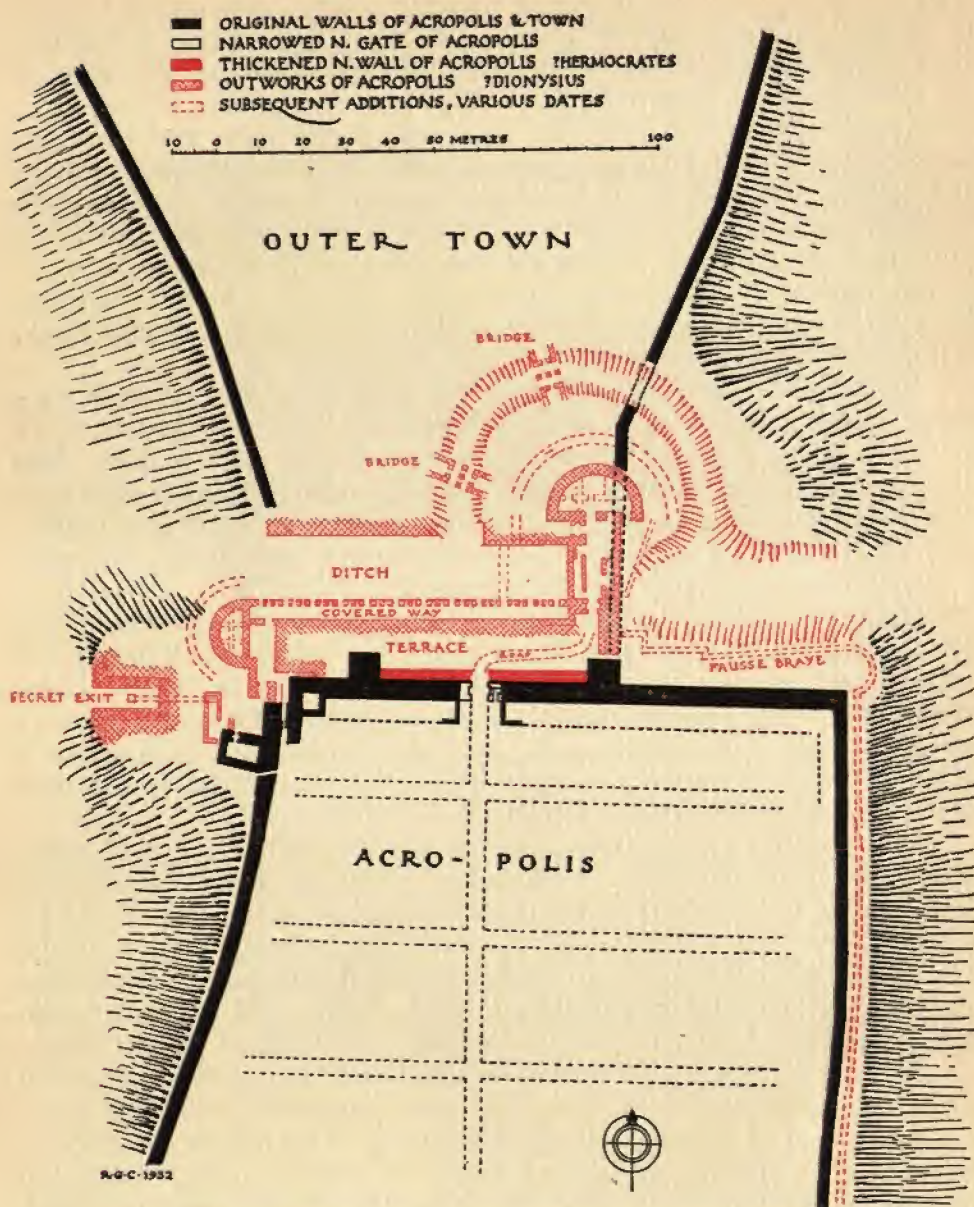 ORIGINAL WALLS OF ACROPOLIS & TOWN
NARROWED N. GATE OF ACROPOLIS
THICKENED N. WALL OF ACROPOLIS ?HERMOCRATES
OUTWORKS OF ACROPOLIS ?DIONYSIUS
SUBSEQUENT ADDITIONS, VARIOUS DATES
10 0 10 20 30 40 50 METRES 100
OUTER TOWN
BRIDGE
BRIDGE
DITCH
COVERED WAY
TERRACE
ROAD
FAUSSE BRAYE
SECRET EXIT
ACRO- POLIS
R·G·C·1932